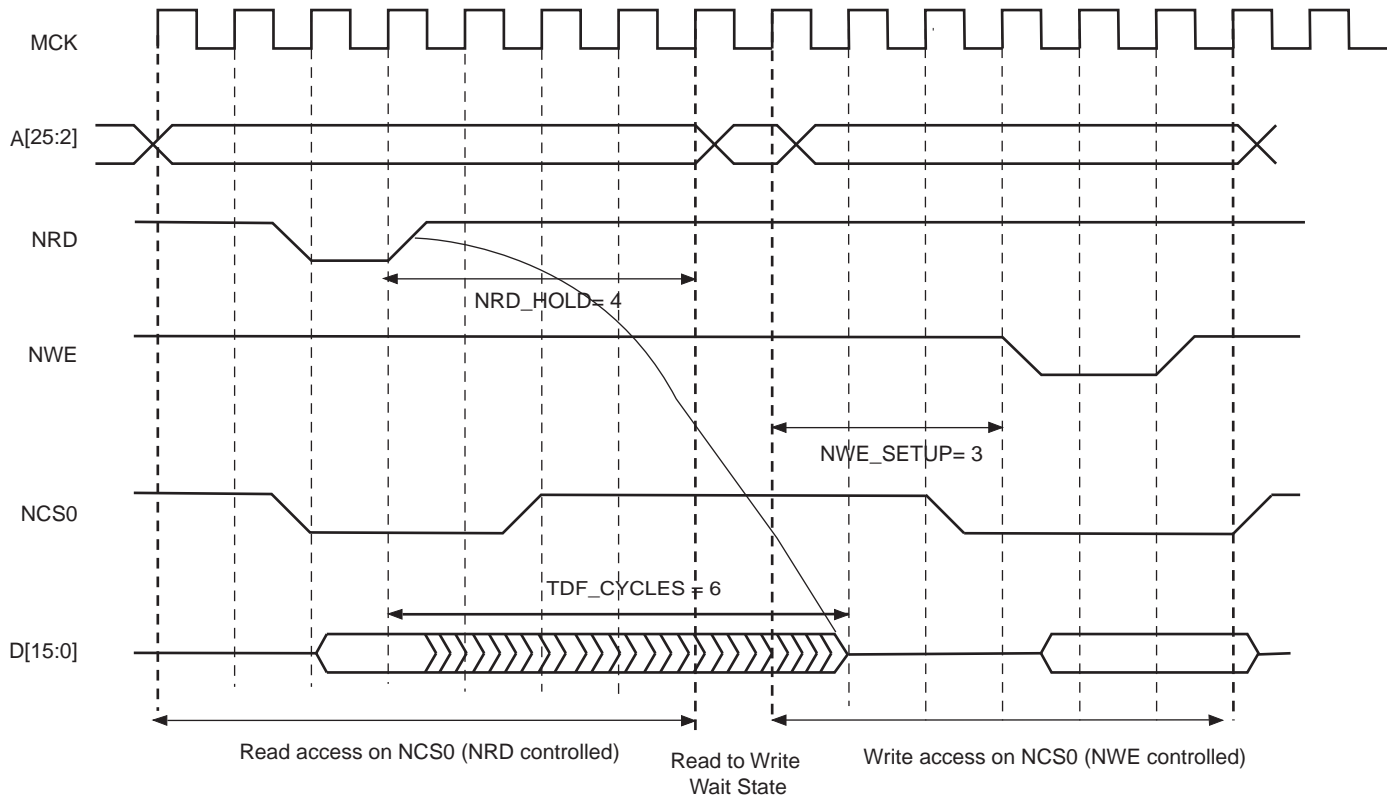 MCK
A[25:2]
NRD
NRD_HOLD= 4
NWE
NWE_SETUP= 3
NCS0
TDF_CYCLES = 6
D[15:0]
Read access on NCS0 (NRD controlled)
Read to Write
Wait State
Write access on NCS0 (NWE controlled)